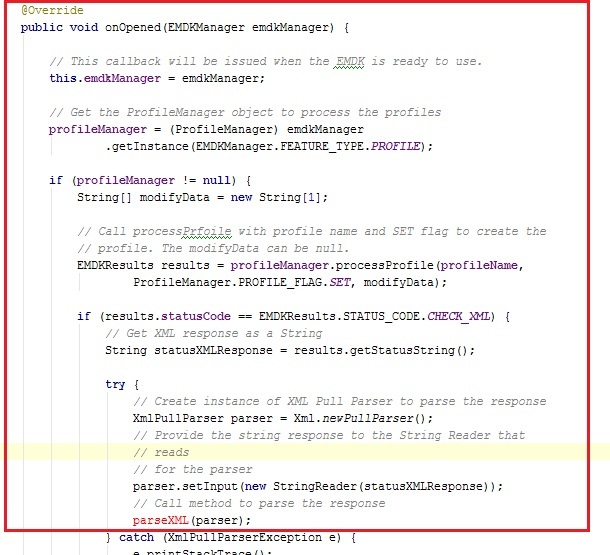 @Override
public void onOpened(EMDKManager emdkManager) {
// This callback will be issued when the EMDK is ready to use.
this.emdkManager = emdkManager;
// Get the ProfileManager object to process the profiles
profileManager = (ProfileManager) emdkManager
.getInstance(EMDKManager.FEATURE_TYPE.PROFILE);
if (profileManager != null) {
String[] modifyData = new String[1];
// Call processPrfoile with profile name and SET flag to create the
// profile. The modifyData can be null.
EMDKResults results = profileManager.processProfile(profileName,
ProfileManager.PROFILE_FLAG.SET, modifyData);
if (results.statusCode == EMDKResults.STATUS_CODE.CHECK_XML) {
// Get XML response as a String
String statusXMLResponse = results.getStatusString();
try {
// Create instance of XML Pull Parser to parse the response
XmlPullParser parser = Xml.newPullParser();
// Provide the string response to the String Reader that
// reads
// for the parser
parser.setInput(new StringReader(statusXMLResponse));
// Call method to parse the response
parseXML(parser);
} catch (XmlPullParserException e) {
e.printStackTrace();